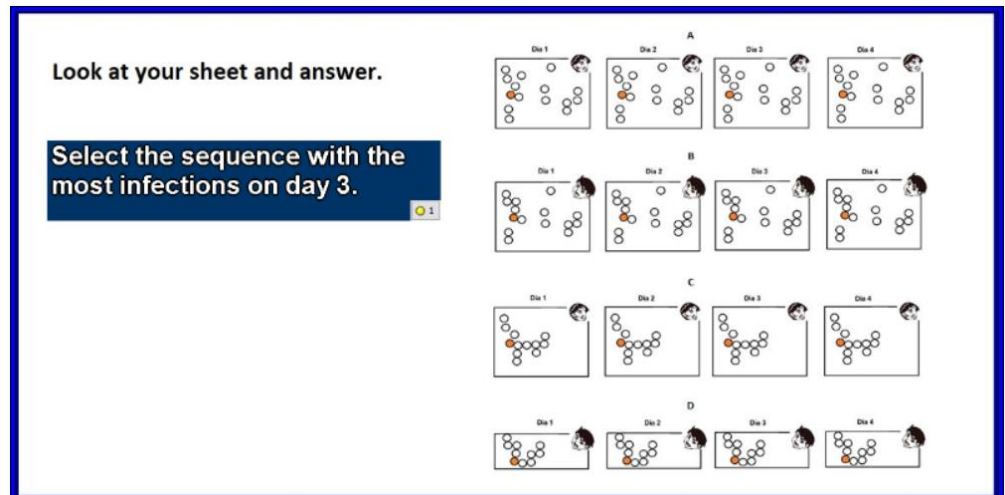 Look at your sheet and answer.
Select the sequence with the
most infections on day 3.
1
A
Dia 1 Dia 2 Dia 3 Dia 4
B
Dia 1 Dia 2 Dia 3 Dia 4
C
Dia 1 Dia 2 Dia 3 Dia 4
D
Dia 1 Dia 2 Dia 3 Dia 4